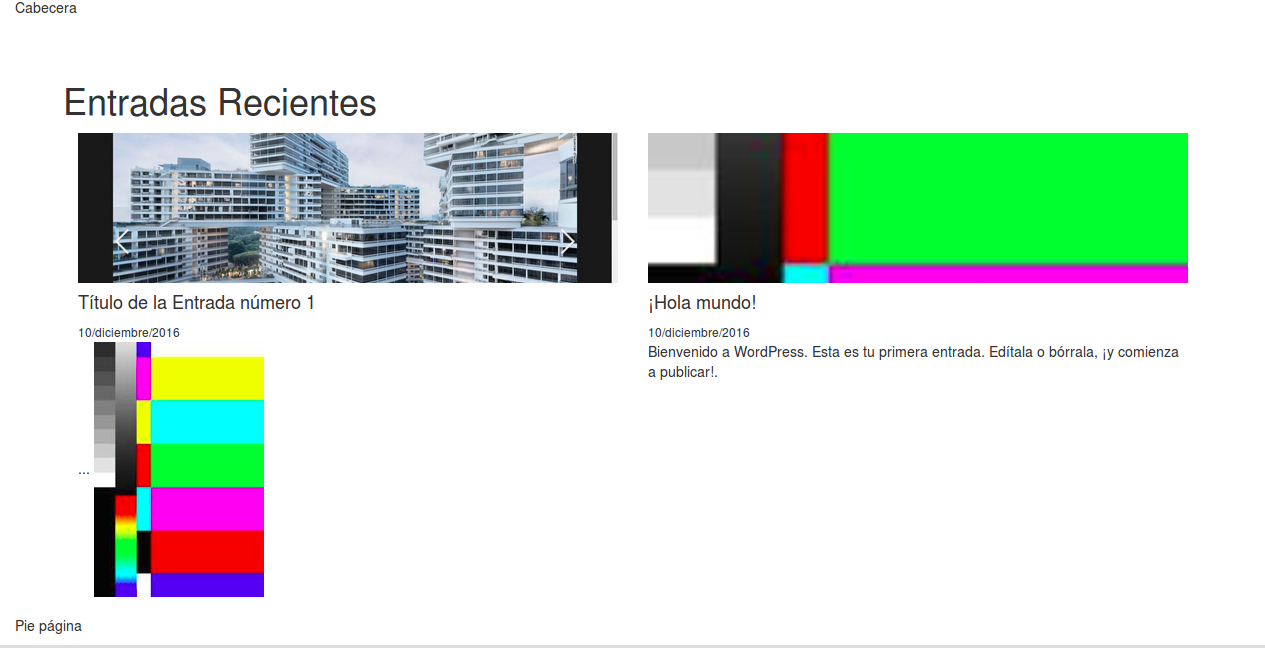 Cabecera
Entradas Recientes
Título de la Entrada número 1
10/diciembre/2016
...
¡Hola mundo!
10/diciembre/2016
Bienvenido a WordPress. Esta es tu primera entrada. Edítala o bórrala, ¡y comienza
a publicar!.
Pie página